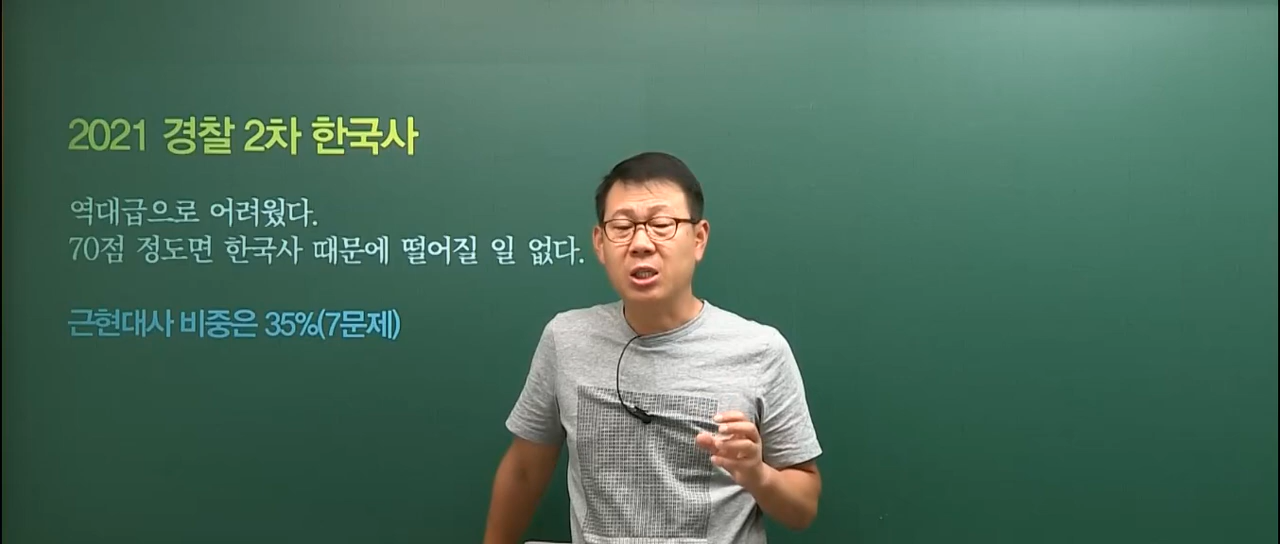 2021 경찰 2차 한국사
역대급으로 어려웠다.
70점 정도면 한국사 때문에 떨어질 일 없다.
근현대사 비중은 35%(7문제)